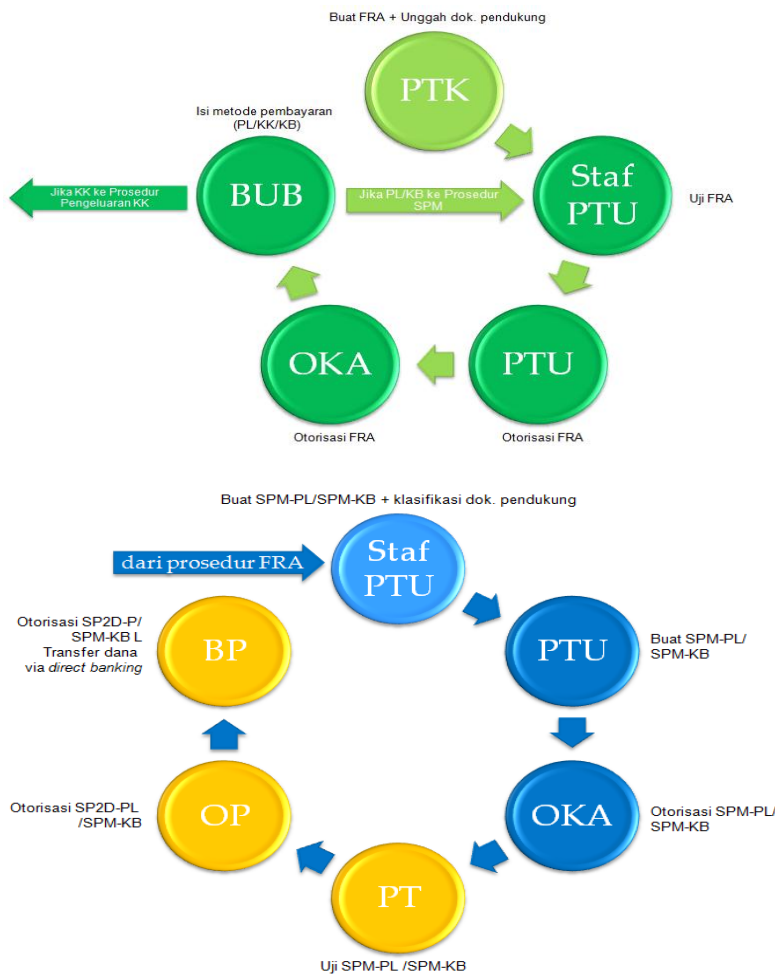 Buat FRA + Unggah dok. pendukung
PTK
Isi metode pembayaran
(PL/KK/KB)
Jika KK ke Prosedur
Pengeluaran KK
BUB
Jika PL/KB ke Prosedur
SPM
Staf
PTU
Uji FRA
OKA
PTU
Otorisasi FRA
Otorisasi FRA
Buat SPM-PL/SPM-KB + klasifikasi dok. pendukung
dari prosedur FRA
Staf
PTU
Otorisasi SP2D-P/
SPM-KB L
Transfer dana
via direct banking
BP
PTU
Buat SPM-PL/
SPM-KB
Otorisasi SP2D-PL
/SPM-KB
OP
OKA
Otorisasi SPM-PL/
SPM-KB
PT
Uji SPM-PL /SPM-KB